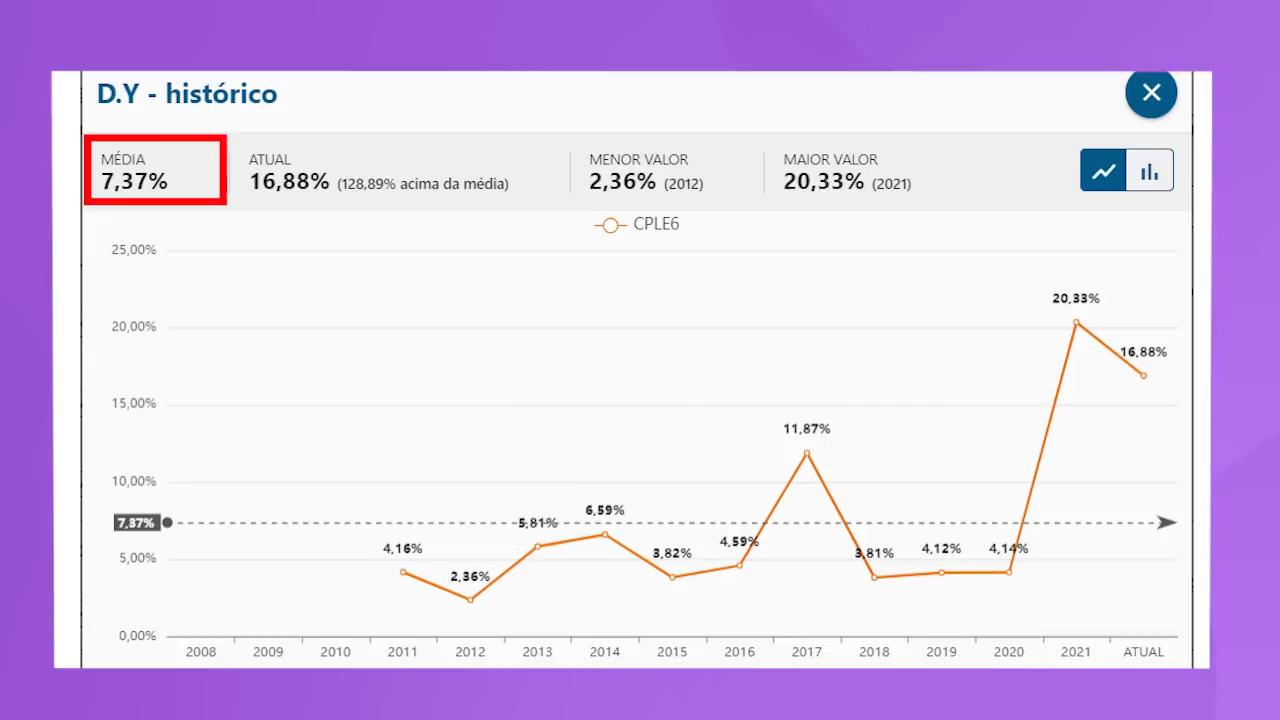 D.Y - histórico
MÉDIA
7,37%
ATUAL
16,88% (128,89% acima da média)
MENOR VALOR
2,36% (2012)
MAIOR VALOR
20,33% (2021)
CPLE6
25,00%
20,00%
15,00%
10,00%
7,37%
5,00%
0,00%
4,16%
2,36%
5,81%
6,59%
3,82%
4,59%
11,87%
3,81%
4,12%
4,14%
20,33%
16,88%
2008 2009 2010 2011 2012 2013 2014 2015 2016 2017 2018 2019 2020 2021 ATUAL